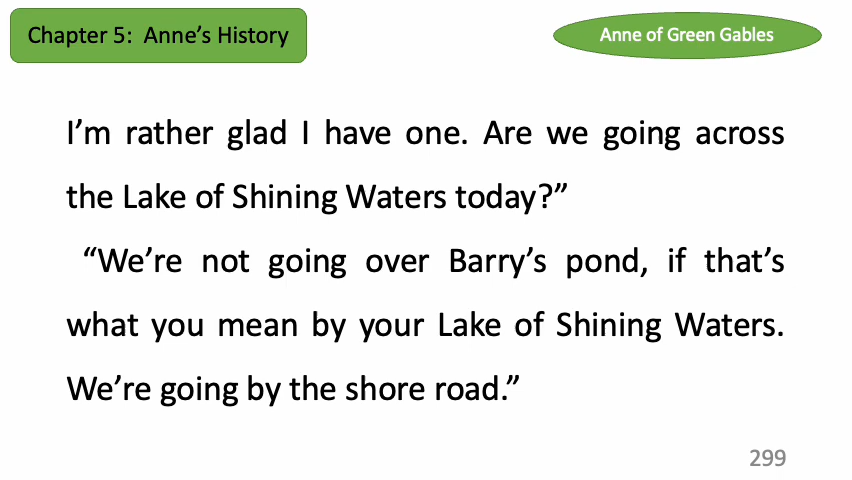 Chapter 5: Anne’s History
Anne of Green Gables
I’m rather glad I have one. Are we going across
the Lake of Shining Waters today?”
“We’re not going over Barry’s pond, if that’s
what you mean by your Lake of Shining Waters.
We’re going by the shore road.”
299